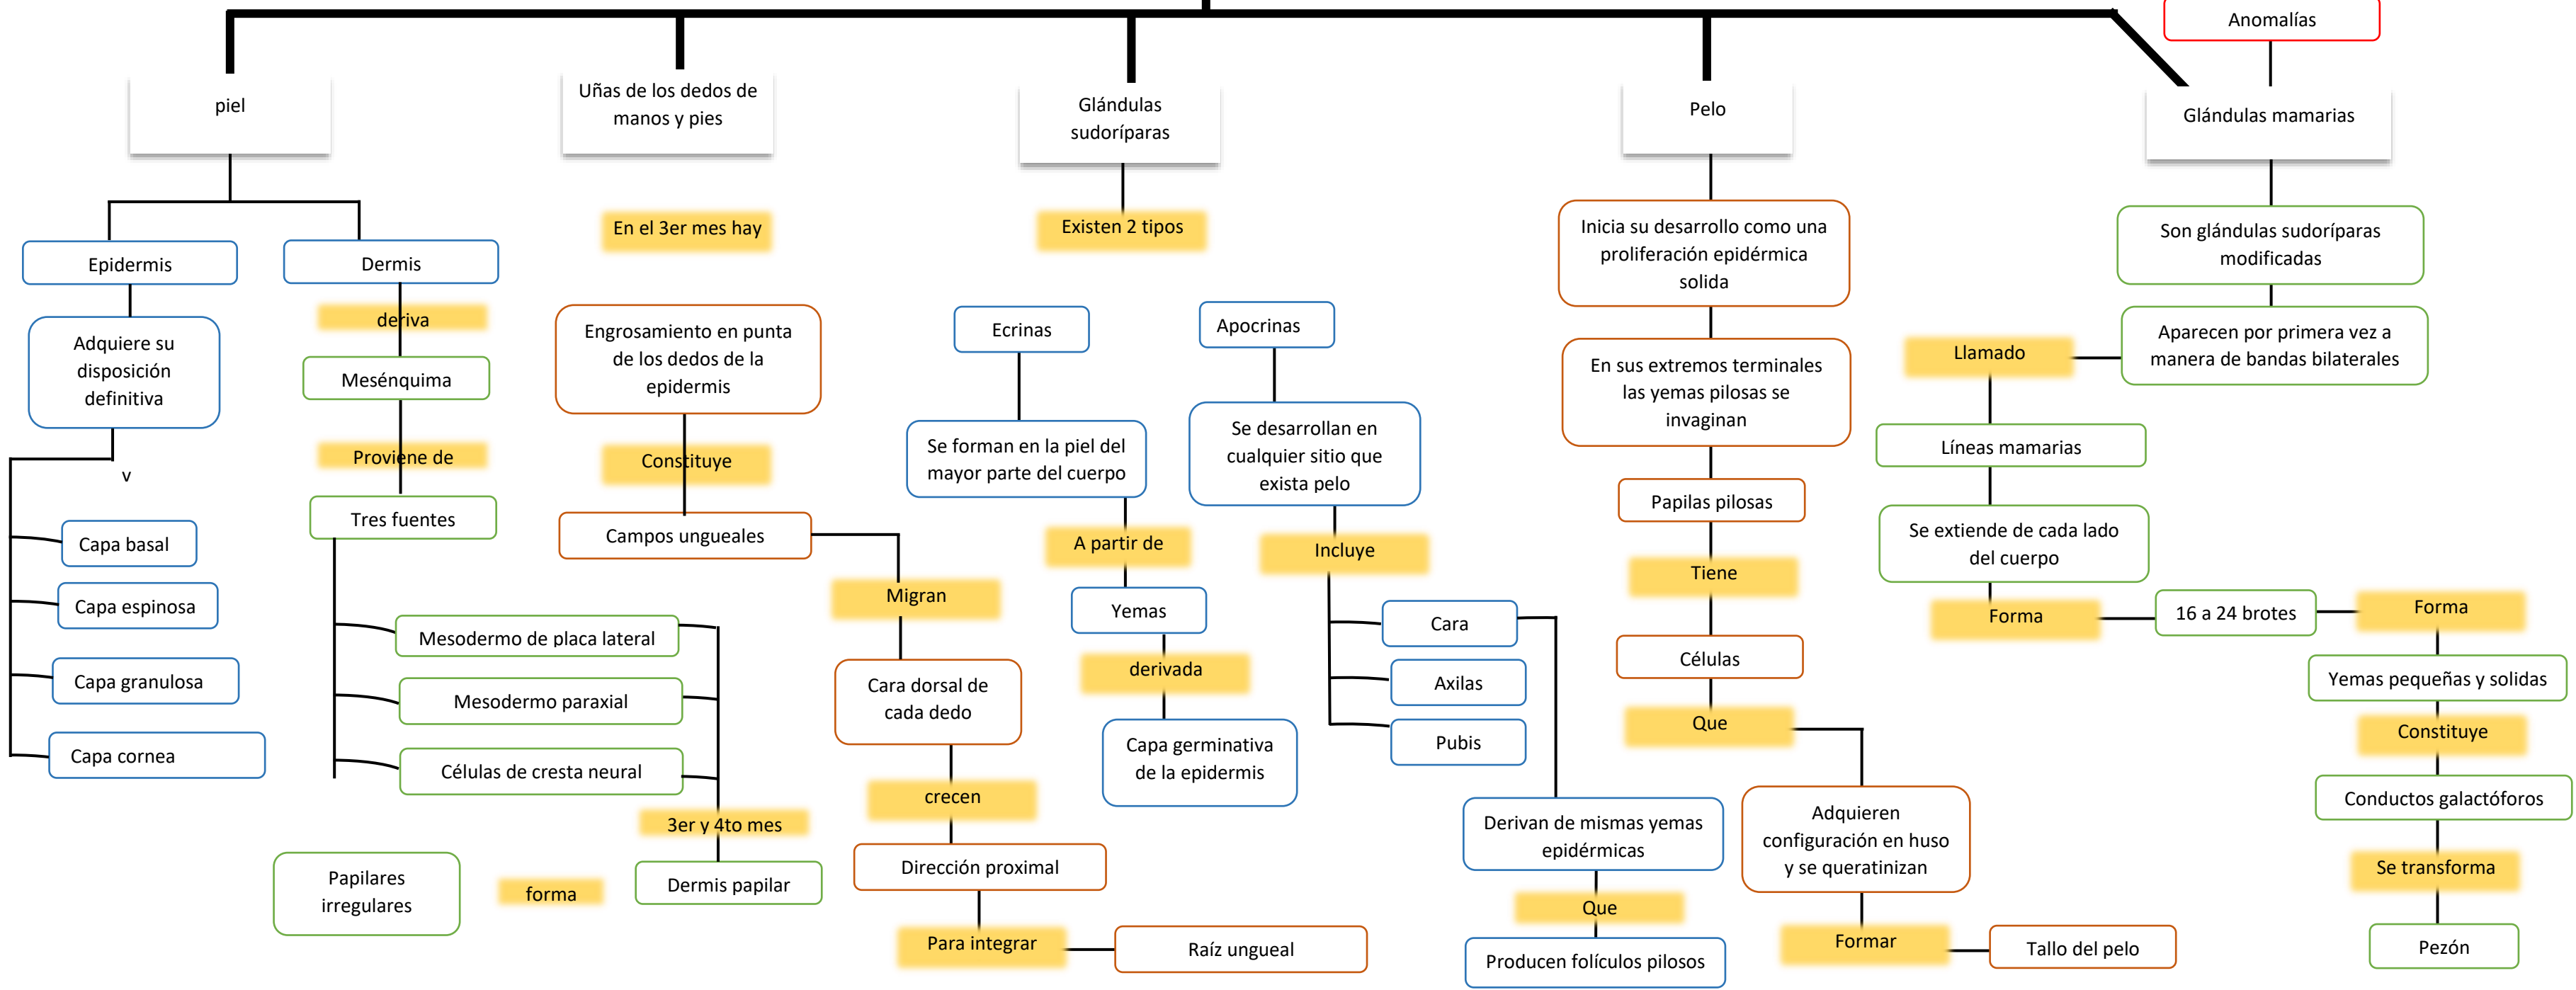 Anomalías
piel
Uñas de los dedos de
manos y pies
Glándulas
sudoríparas
Pelo
Glándulas mamarias
Epidermis
Adquiere su
disposición
definitiva
v
Capa basal
Capa espinosa
Capa granulosa
Capa cornea
Dermis
deriva
Mesénquima
Proviene de
Tres fuentes
Mesodermo de placa lateral
Mesodermo paraxial
Células de cresta neural
3er y 4to mes
Dermis papilar
forma
Papilares
irregulares
En el 3er mes hay
Engrosamiento en punta
de los dedos de la
epidermis
Constituye
Campos ungueales
Migran
Cara dorsal de
cada dedo
crecen
Dirección proximal
Para integrar
Raíz ungueal
Existen 2 tipos
Ecrinas
Se forman en la piel del
mayor parte del cuerpo
A partir de
Yemas
derivada
Capa germinativa
de la epidermis
Apocrinas
Se desarrollan en
cualquier sitio que
exista pelo
Incluye
Cara
Axilas
Pubis
Derivan de mismas yemas
epidérmicas
Que
Producen folículos pilosos
Inicia su desarrollo como una
proliferación epidérmica
solida
En sus extremos terminales
las yemas pilosas se
invaginan
Papilas pilosas
Tiene
Células
Que
Adquieren
configuración en huso
y se queratinizan
Formar
Tallo del pelo
Son glándulas sudoríparas
modificadas
Aparecen por primera vez a
manera de bandas bilaterales
Llamado
Líneas mamarias
Se extiende de cada lado
del cuerpo
Forma
16 a 24 brotes
Forma
Yemas pequeñas y solidas
Constituye
Conductos galactóforos
Se transforma
Pezón